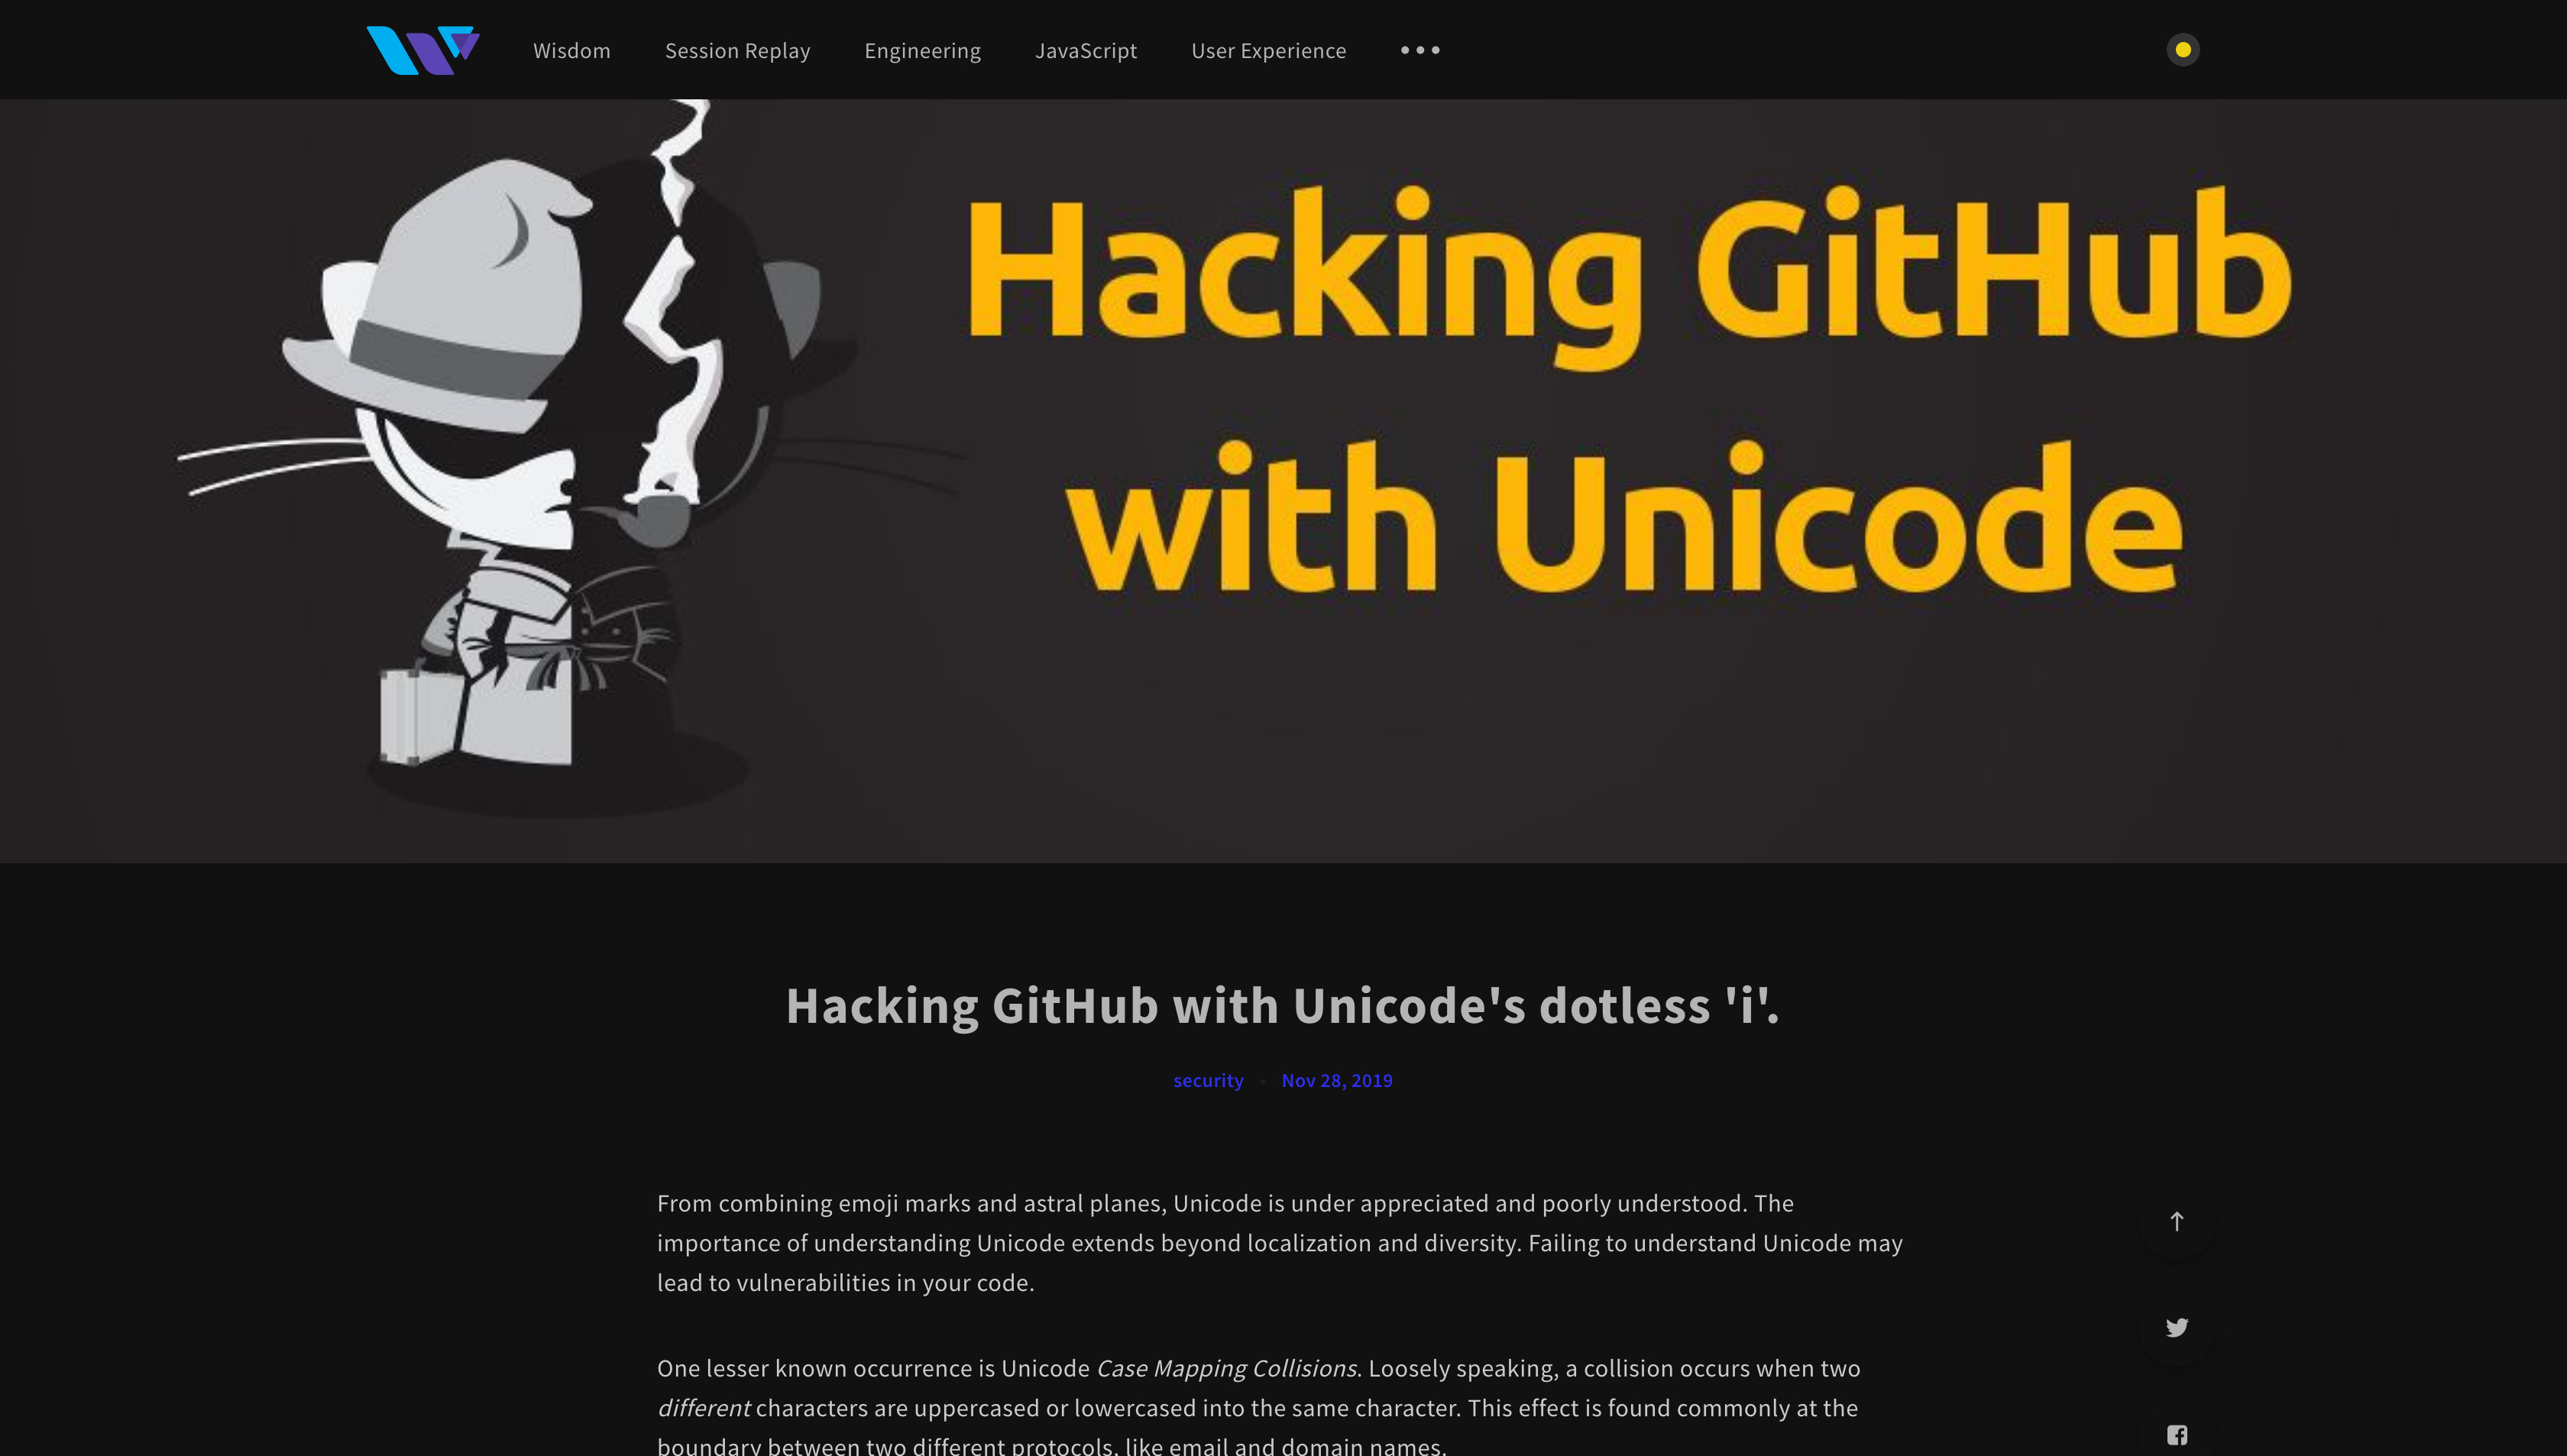 Wisdom Session Replay Engineering JavaScript User Experience
Hacking GitHub
with Unicode
Hacking GitHub with Unicode's dotless 'i'.
security • Nov 28, 2019
From combining emoji marks and astral planes, Unicode is under appreciated and poorly understood. The
importance of understanding Unicode extends beyond localization and diversity. Failing to understand Unicode may
lead to vulnerabilities in your code.
One lesser known occurrence is Unicode Case Mapping Collisions. Loosely speaking, a collision occurs when two
different characters are uppercased or lowercased into the same character. This effect is found commonly at the
boundary between two different protocols, like email and domain names.